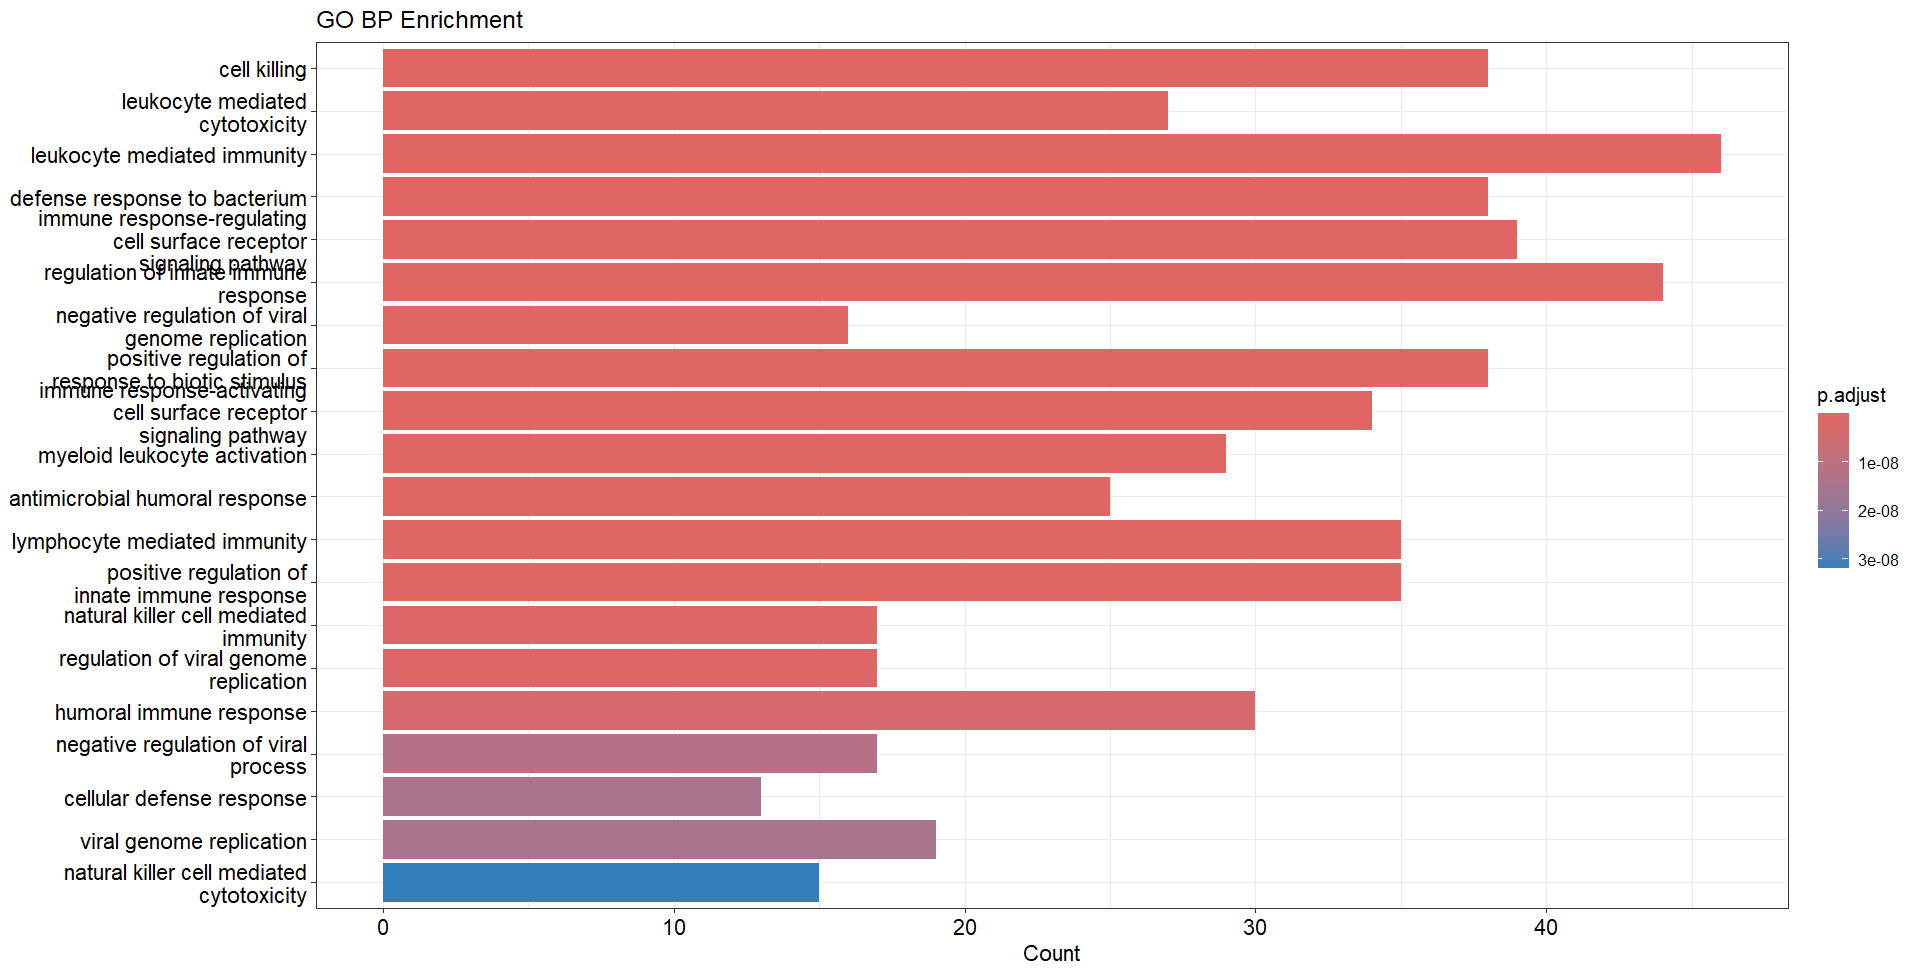 GO BP Enrichment
cell killing
leukocyte mediated
cytotoxicity
leukocyte mediated immunity
defense response to bacterium
immune response-regulating
cell surface receptor
signaling pathway
regulation of innate immune
response
negative regulation of viral
genome replication
positive regulation of
response to biotic stimulus
immune response-activating
cell surface receptor
signaling pathway
myeloid leukocyte activation
antimicrobial humoral response
lymphocyte mediated immunity
positive regulation of
innate immune response
natural killer cell mediated
immunity
regulation of viral genome
replication
humoral immune response
negative regulation of viral
process
cellular defense response
viral genome replication
natural killer cell mediated
cytotoxicity
0 10 20 30 40
Count
p.adjust
1e-08
2e-08
3e-08